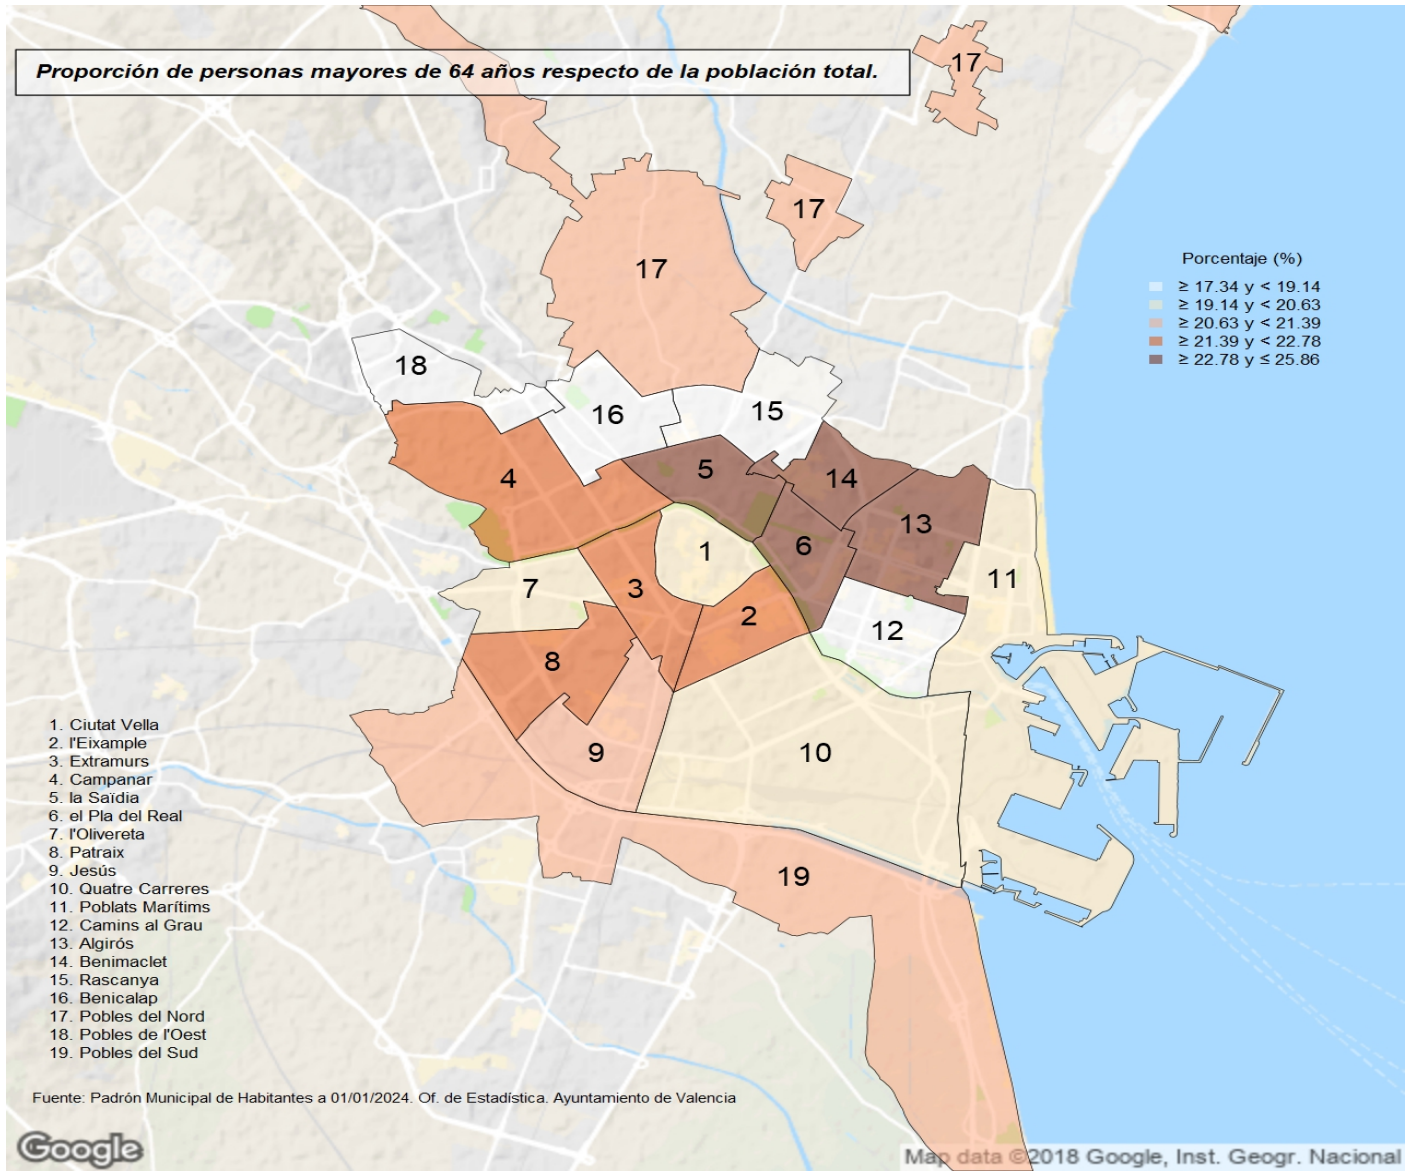 Proporción de personas mayores de 64 años respecto de la población total.
17
17
17
Porcentaje (%)
≥ 17.34 y < 19.14
≥ 19.14 y < 20.63
≥ 20.63 y < 21.39
≥ 21.39 y < 22.78
≥ 22.78 y ≤ 25.86
18
16
15
5
4
14
13
6
1
11
7
3
2
12
8
9
10
19
1. Ciutat Vella
2. l'Eixample
3. Extramurs
4. Campanar
5. la Saïdia
6. el Pla del Real
7. l'Olivereta
8. Patraix
9. Jesús
10. Quatre Carreres
11. Poblats Marítims
12. Camins al Grau
13. Algirós
14. Benimaclet
15. Rascanya
16. Benicalap
17. Pobles del Nord
18. Pobles de l'Oest
19. Pobles del Sud
Fuente: Padrón Municipal de Habitantes a 01/01/2024. Of. de Estadística. Ayuntamiento de Valencia
Google
Map data ©2018 Google, Inst. Geogr. Nacional